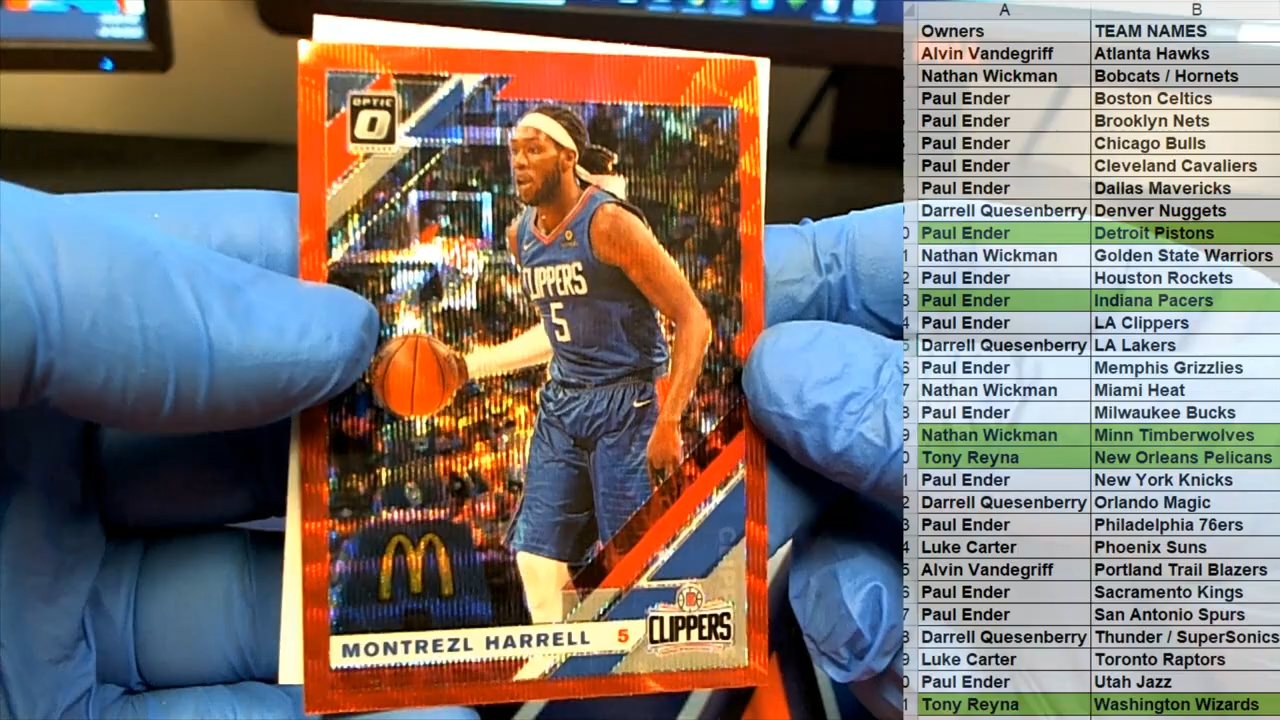 OPTIC
CLIPPERS
5
MONTREZL HARRELL 5
CLIPPERS
A B
Owners TEAM NAMES
Alvin Vandegriff Atlanta Hawks
Nathan Wickman Bobcats / Hornets
Paul Ender Boston Celtics
Paul Ender Brooklyn Nets
Paul Ender Chicago Bulls
Paul Ender Cleveland Cavaliers
Paul Ender Dallas Mavericks
Darrell Quesenberry Denver Nuggets
Paul Ender Detroit Pistons
Nathan Wickman Golden State Warriors
Paul Ender Houston Rockets
Paul Ender Indiana Pacers
Paul Ender LA Clippers
Darrell Quesenberry LA Lakers
Paul Ender Memphis Grizzlies
Nathan Wickman Miami Heat
Paul Ender Milwaukee Bucks
Nathan Wickman Minn Timberwolves
Tony Reyna New Orleans Pelicans
Paul Ender New York Knicks
Darrell Quesenberry Orlando Magic
Paul Ender Philadelphia 76ers
Luke Carter Phoenix Suns
Alvin Vandegriff Portland Trail Blazers
Paul Ender Sacramento Kings
Paul Ender San Antonio Spurs
Darrell Quesenberry Thunder / SuperSonics
Luke Carter Toronto Raptors
Paul Ender Utah Jazz
Tony Reyna Washington Wizards